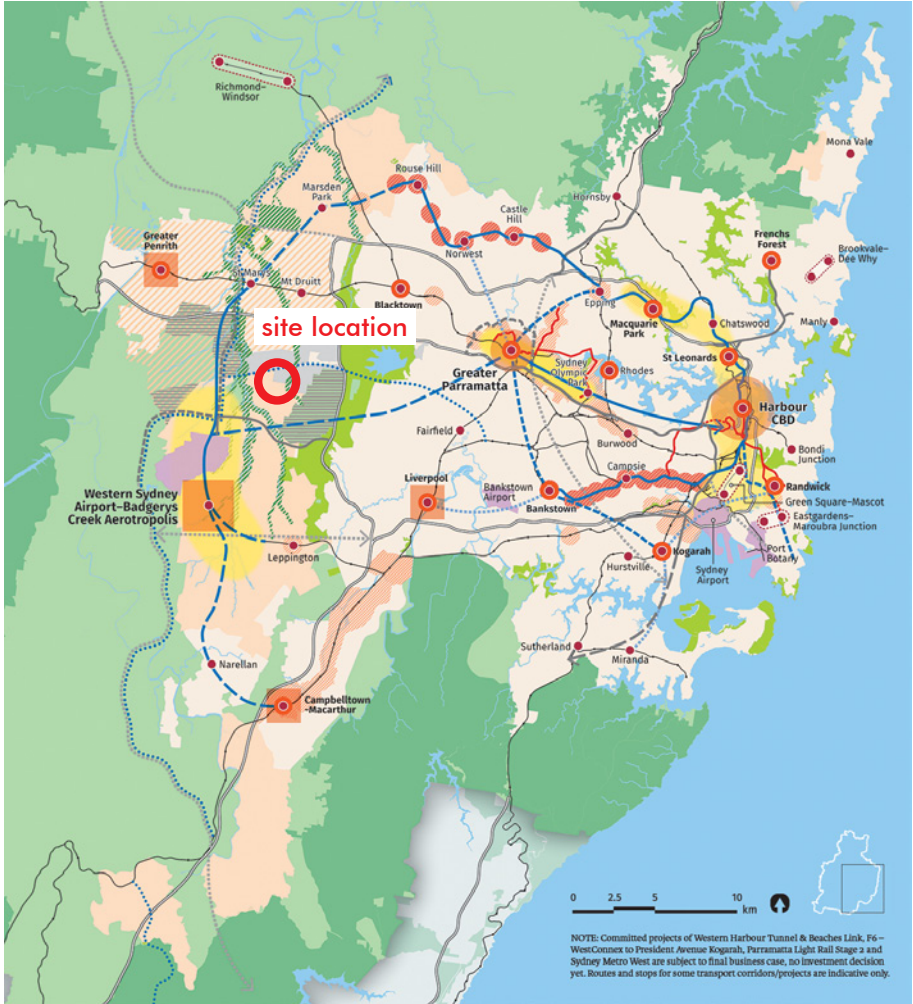 Richmond–
Windsor
Mona Vale
Rouse Hill
Marsden
Park
Hornsby
Castle
Hill
Norwest
Greater
Penrith
Frenchs
Forest
Brookvale–
Dee Why
St Marys
Mt Druitt
Blacktown
Epping
Macquarie
Park
Chatswood
Manly
site location
St Leonards
Greater
Parramatta
Sydney
Olympic
Park
Rhodes
Harbour
CBD
Fairfield
Burwood
Bondi
Junction
Liverpool
Campsie
Bankstown
Airport
Bankstown
Randwick
Green Square–Mascot
Eastgardens–
Maroubra Junction
Western Sydney
Airport–Badgerys
Creek Aerotropolis
Leppington
Kogarah
Hurstville
Sydney
Airport
Port
Botany
Sutherland
Miranda
Narellan
Campbelltown
-Macarthur
0 2.5 5 10
km
NOTE: Committed projects of Western Harbour Tunnel & Beaches Link, F6 –
WestConnex to President Avenue Kogarah, Parramatta Light Rail Stage 2 and
Sydney Metro West are subject to final business case, no investment decision
yet. Routes and stops for some transport corridors/projects are indicative only.